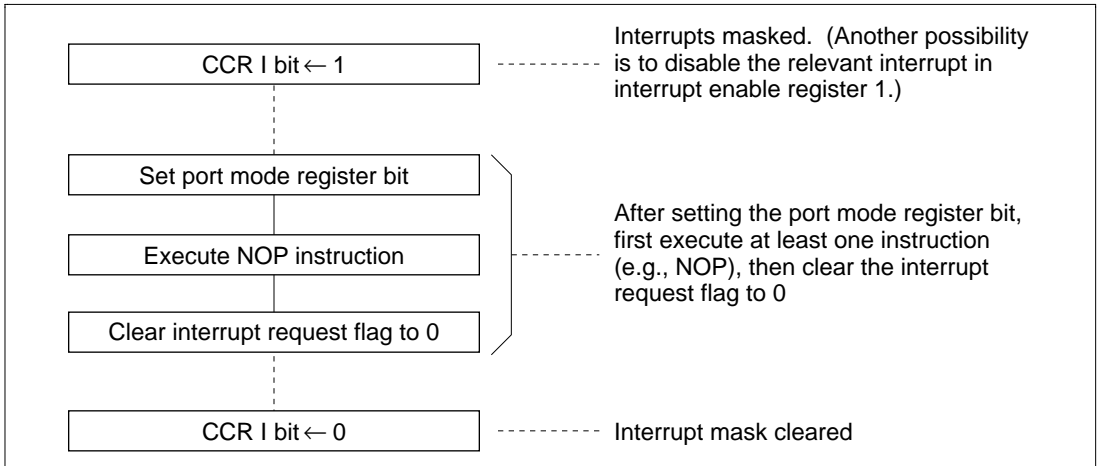 CCR I bit ← 1
Interrupts masked.  (Another possibility
is to disable the relevant interrupt in
interrupt enable register 1.)
Set port mode register bit
Execute NOP instruction
Clear interrupt request flag to 0
After setting the port mode register bit,
first execute at least one instruction
(e.g., NOP), then clear the interrupt
request flag to 0
CCR I bit ← 0
Interrupt mask cleared